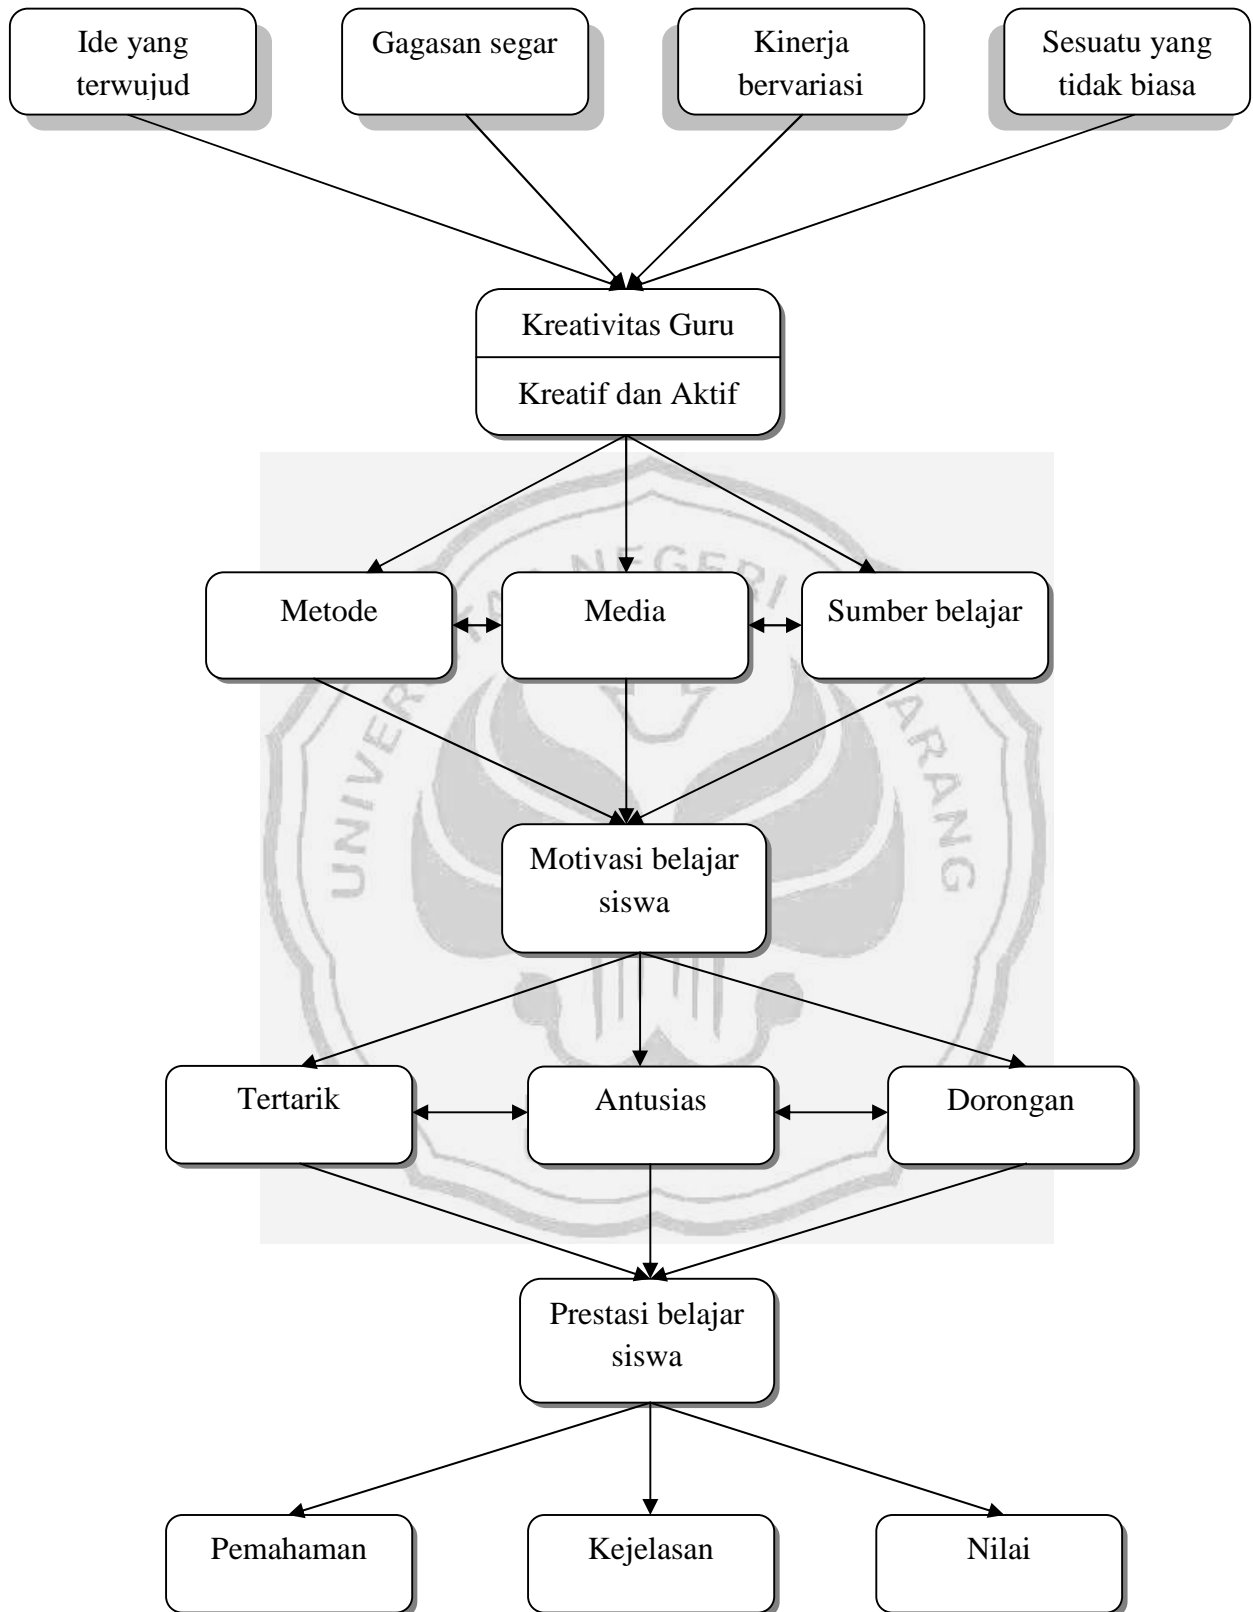 Ide yang
terwujud
Gagasan segar
Kinerja
bervariasi
Sesuatu yang
tidak biasa
Kreativitas Guru
Kreatif dan Aktif
Metode
Media
Sumber belajar
Motivasi belajar
siswa
Tertarik
Antusias
Dorongan
Prestasi belajar
siswa
Pemahaman
Kejelasan
Nilai
NEGERI